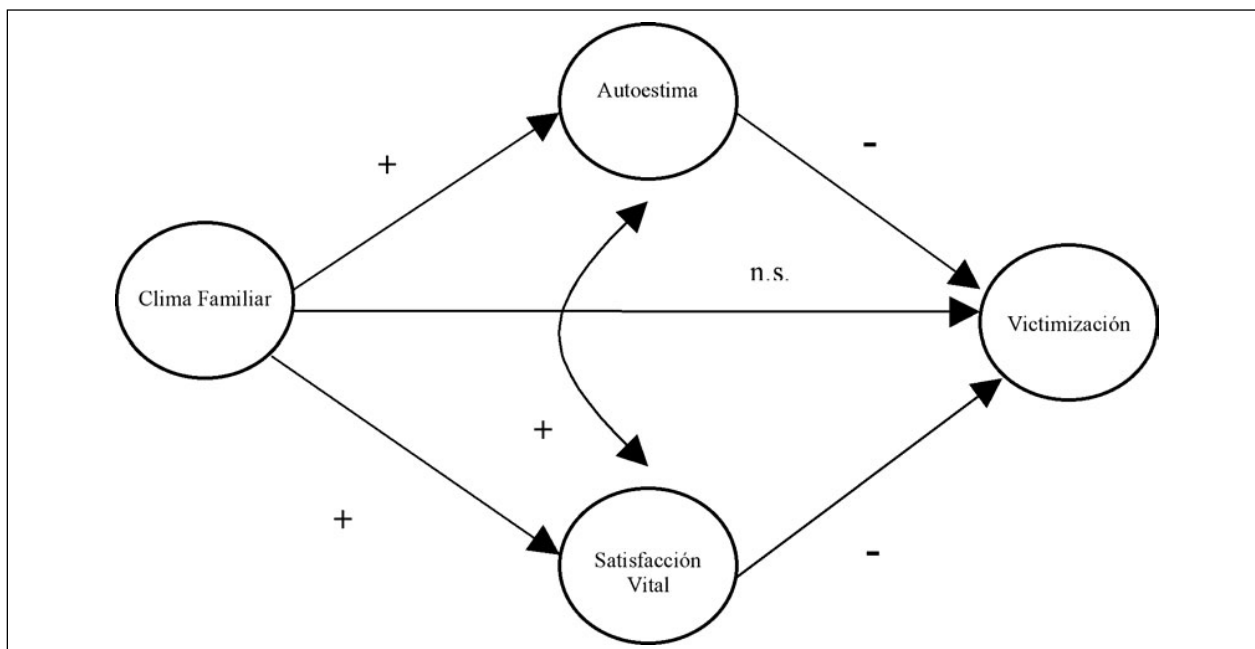 Autoestima
-
+
n.s.
Clima Familiar
Victimización
+
+
Satisfacción
Vital
-